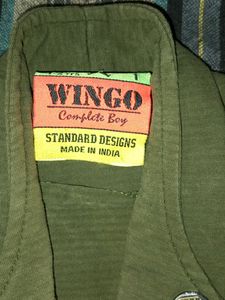 WINGO
Complete Boy
STANDARD DESIGNS
MADE IN INDIA